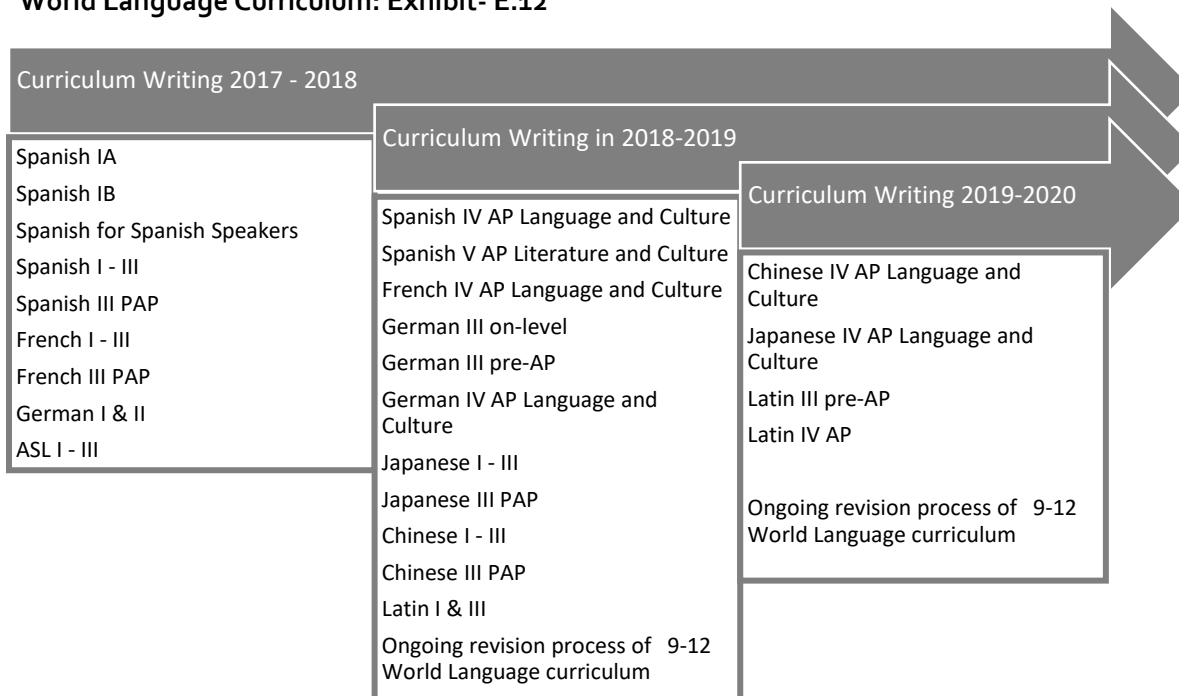 World Language Curriculum: Exhibit- E.12
Curriculum Writing 2017 - 2018
Spanish IA
Spanish IB
Spanish for Spanish Speakers
Spanish I - III
Spanish III PAP
French I - III
French III PAP
German I & II
ASL I - III
Curriculum Writing in 2018-2019
Spanish IV AP Language and Culture
Spanish V AP Literature and Culture
French IV AP Language and Culture
German III on-level
German III pre-AP
German IV AP Language and
Culture
Japanese I - III
Japanese III PAP
Chinese I - III
Chinese III PAP
Latin I & III
Ongoing revision process of 9-12
World Language curriculum
Curriculum Writing 2019-2020
Chinese IV AP Language and
Culture
Japanese IV AP Language and
Culture
Latin III pre-AP
Latin IV AP
Ongoing revision process of 9-12
World Language curriculum